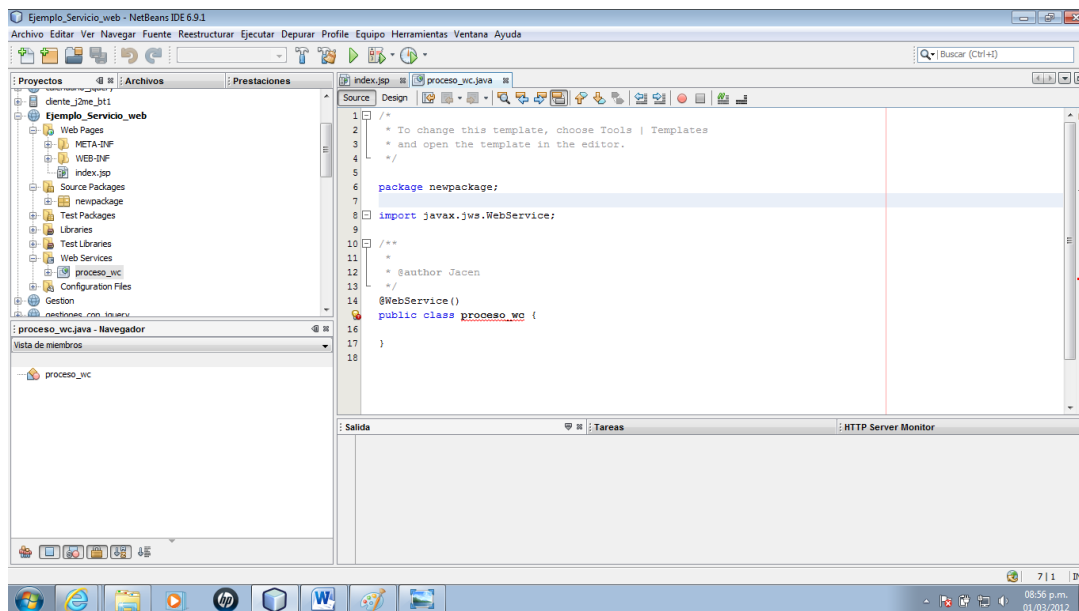 Ejemplo_Servicio_web - NetBeans IDE 6.9.1
Archivo Editar Ver Navegar Fuente Reestructurar Ejecutar Depurar Profile Equipo Herramientas Ventana Ayuda
Buscar (Ctrl+I)
Proyectos Archivos Prestaciones
cliente_j2me_bt1
Ejemplo_Servicio_web
Web Pages
META-INF
WEB-INF
index.jsp
Source Packages
newpackage
Test Packages
Libraries
Test Libraries
Web Services
proceso_wc
Configuration Files
Gestion
gestiones_con_jquery
proceso_wc.java - Navegador
Vista de miembros
proceso_wc
index.jsp proceso_wc.java
Source Design
1 /*
2 * To change this template, choose Tools | Templates
3 * and open the template in the editor.
4 */
5
6 package newpackage;
7
8 import javax.jws.WebService;
9
10 /**
11 *
12 * @author Jacen
13 */
14 @WebService()
public class proceso_wc {
16
17 }
18
Salida Tareas HTTP Server Monitor
7|1
hp
W
08:56 p.m.
01/03/2012